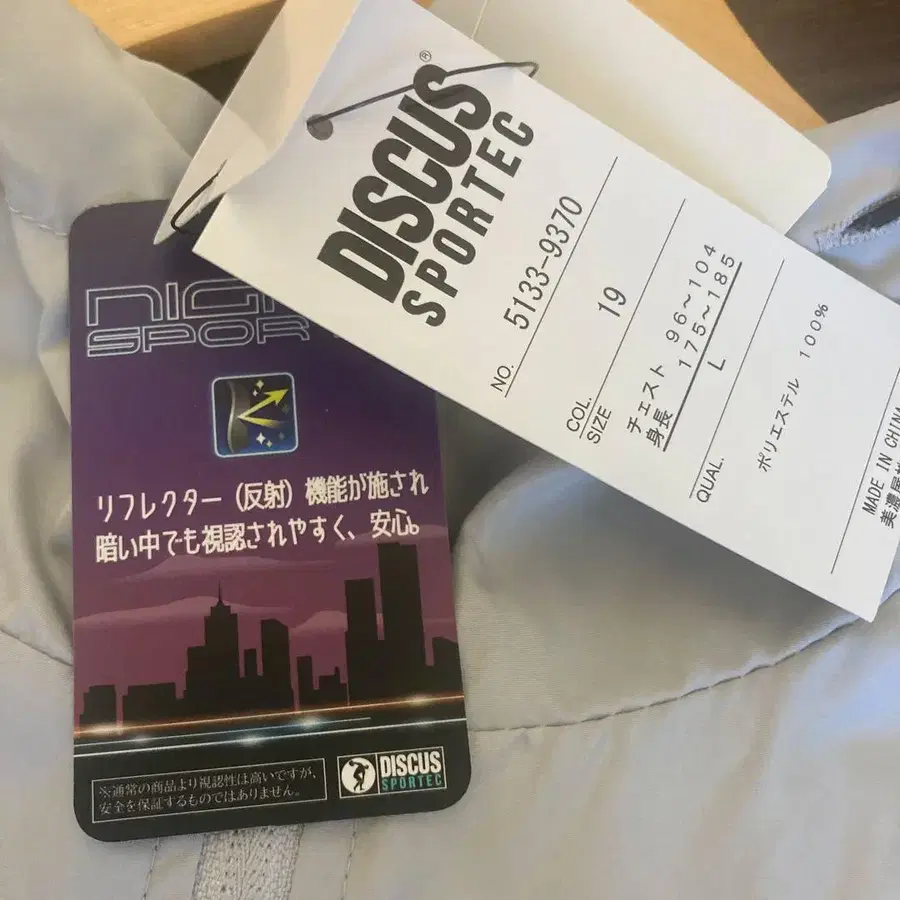 DISCUS®
SPORTEC
NO. 5133-9370
COL. 19
SIZE
チェスト 96~104
身長 175~185
L
QUAL.
ポリエステル 100%
MADE IN CHINA
リフレクター(反射)機能が施され
暗い中でも視認されやすく、安心。
※通常の商品より視認性は高いですが、
安全を保証するものではありません。
DISCUS
SPORTEC